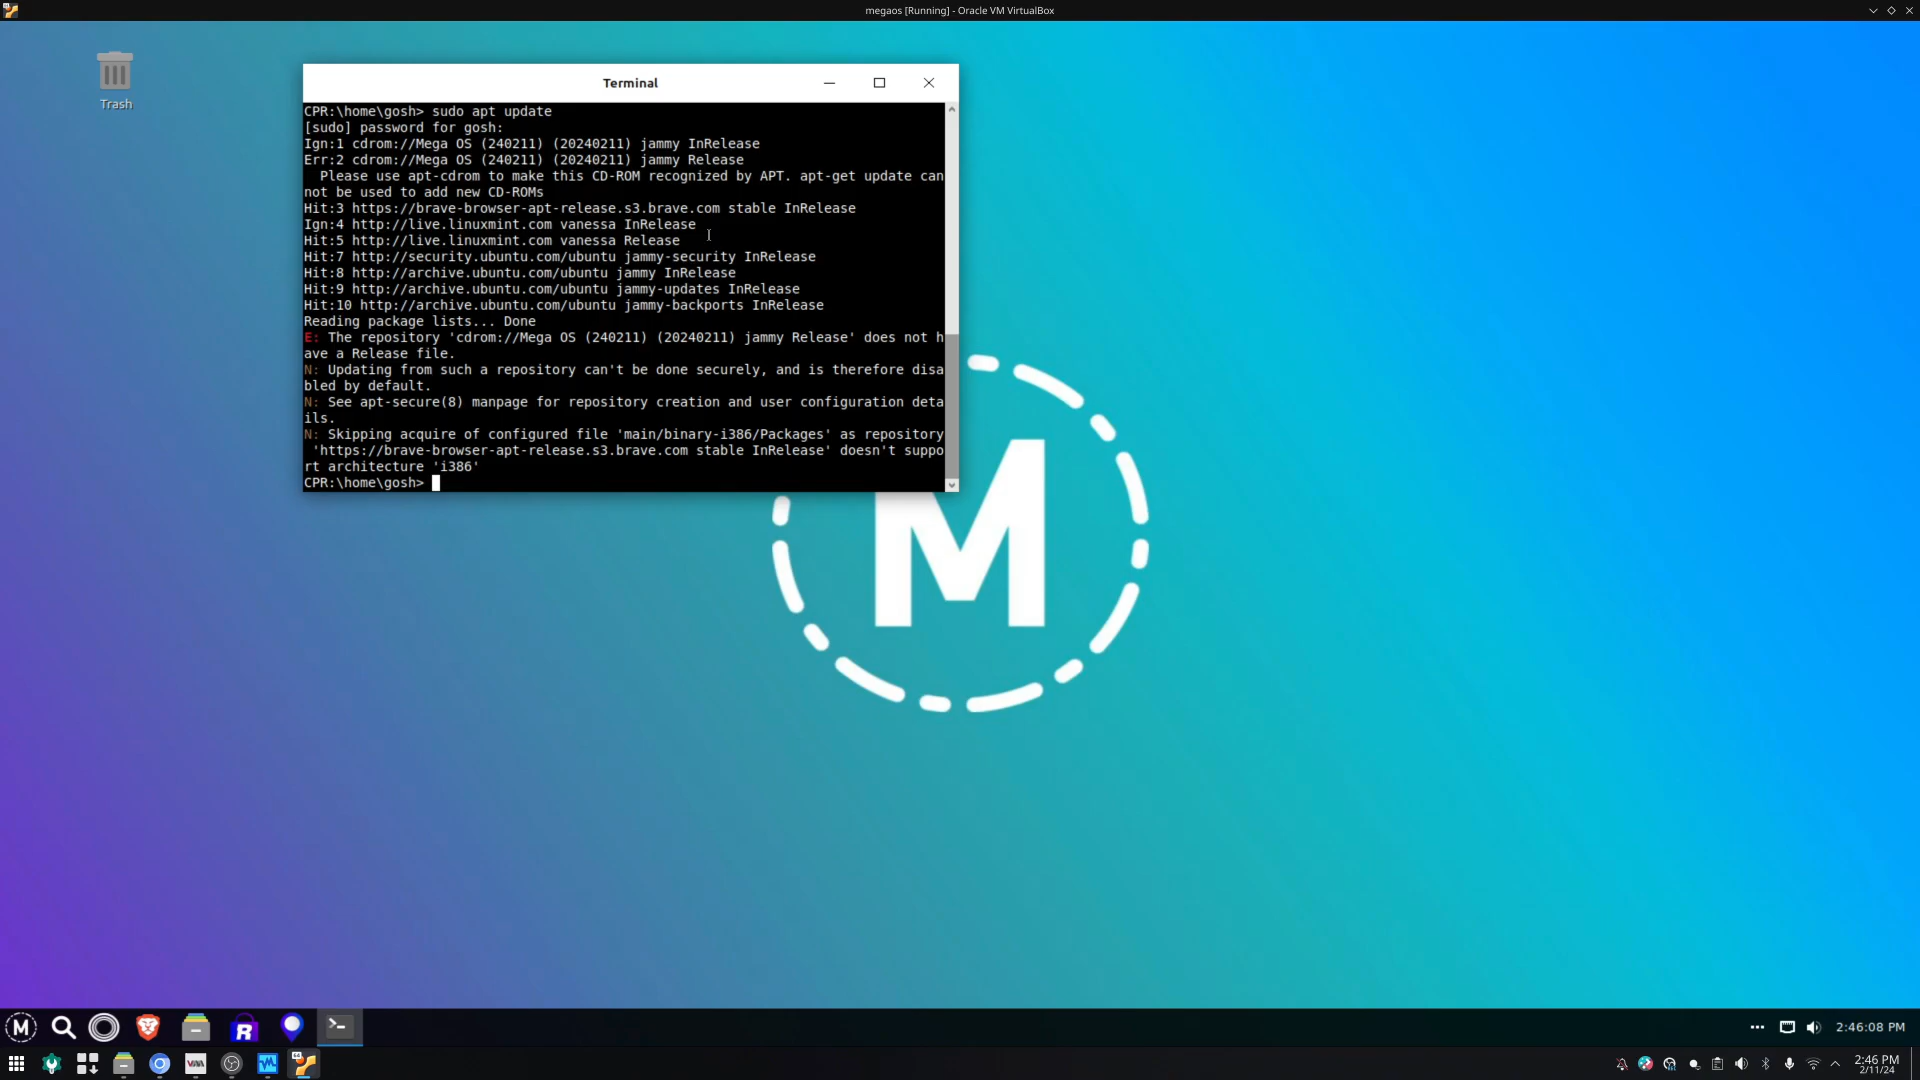 megaos [Running] - Oracle VM VirtualBox
Trash
Terminal
CPR:\home\gosh> sudo apt update
[sudo] password for gosh:
Ign:1 cdrom://Mega OS (240211) (20240211) jammy InRelease
Err:2 cdrom://Mega OS (240211) (20240211) jammy Release
  Please use apt-cdrom to make this CD-ROM recognized by APT. apt-get update can
not be used to add new CD-ROMs
Hit:3 https://brave-browser-apt-release.s3.brave.com stable InRelease
Ign:4 http://live.linuxmint.com vanessa InRelease
Hit:5 http://live.linuxmint.com vanessa Release
Hit:7 http://security.ubuntu.com/ubuntu jammy-security InRelease
Hit:8 http://archive.ubuntu.com/ubuntu jammy InRelease
Hit:9 http://archive.ubuntu.com/ubuntu jammy-updates InRelease
Hit:10 http://archive.ubuntu.com/ubuntu jammy-backports InRelease
Reading package lists... Done
E: The repository 'cdrom://Mega OS (240211) (20240211) jammy Release' does not h
ave a Release file.
N: Updating from such a repository can't be done securely, and is therefore disa
bled by default.
N: See apt-secure(8) manpage for repository creation and user configuration deta
ils.
N: Skipping acquire of configured file 'main/binary-i386/Packages' as repository
 'https://brave-browser-apt-release.s3.brave.com stable InRelease' doesn't suppo
rt architecture 'i386'
CPR:\home\gosh>
M
M
R
>-
2:46:08 PM
2:46 PM
2/11/24